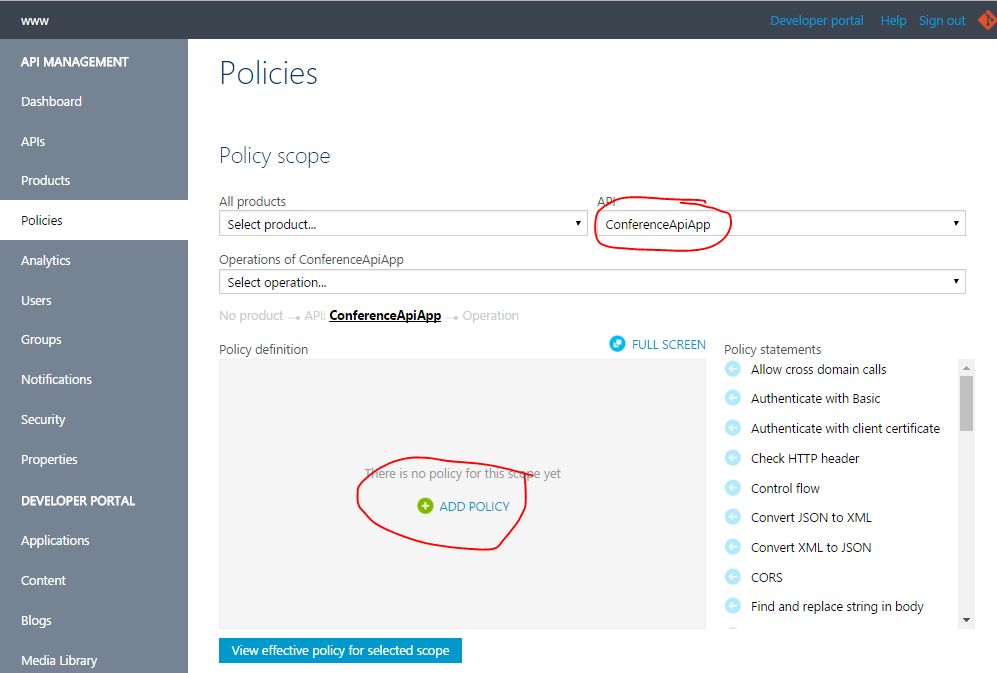 www
Developer portal Help Sign out
API MANAGEMENT
Dashboard
APIs
Products
Policies
Analytics
Users
Groups
Notifications
Security
Properties
DEVELOPER PORTAL
Applications
Content
Blogs
Media Library
Policies
Policy scope
All products
Select product...
API
ConferenceApiApp
Operations of ConferenceApiApp
Select operation...
No product → API: ConferenceApiApp → Operation
Policy definition
FULL SCREEN
There is no policy for this scope yet
ADD POLICY
View effective policy for selected scope
Policy statements
Allow cross domain calls
Authenticate with Basic
Authenticate with client certificate
Check HTTP header
Control flow
Convert JSON to XML
Convert XML to JSON
CORS
Find and replace string in body